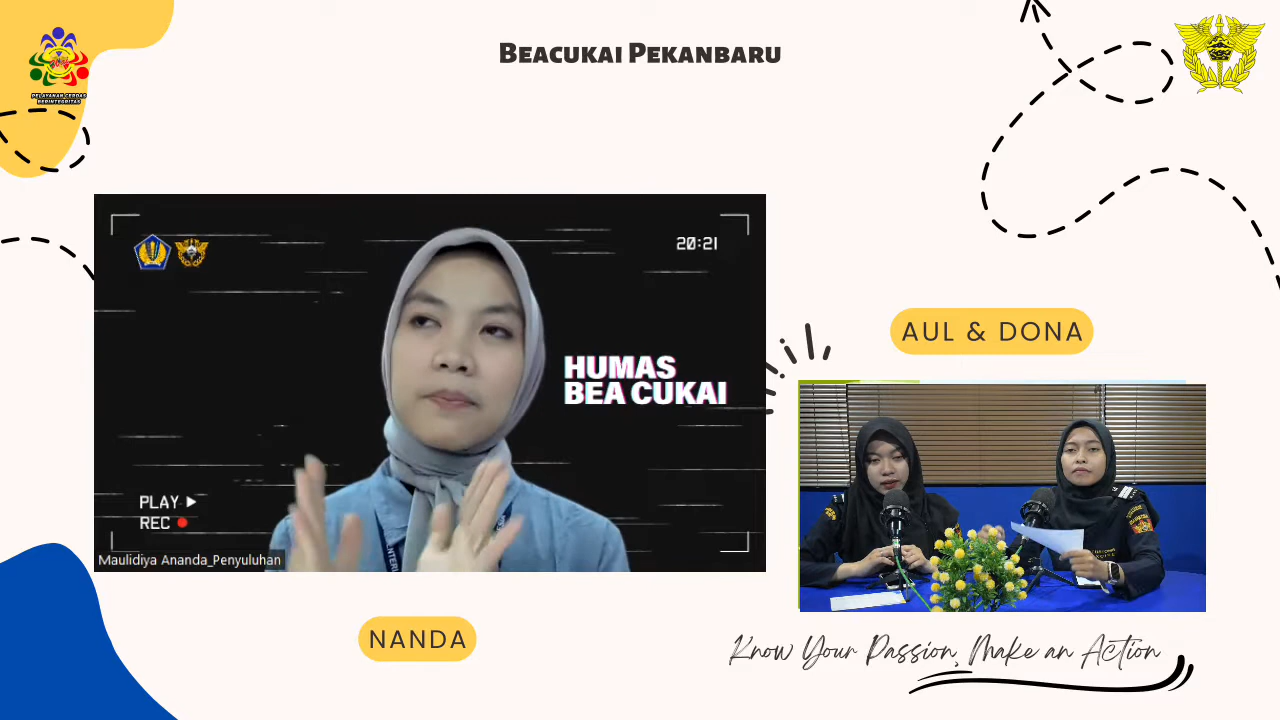 Beacukai Pekanbaru
PELAYANAN CERDAS
BERINTEGRITAS
20:21
HUMAS
BEA CUKAI
PLAY
REC
Maulidiya Ananda_Penyuluhan
NANDA
AUL & DONA
Know Your Passion, Make an Action